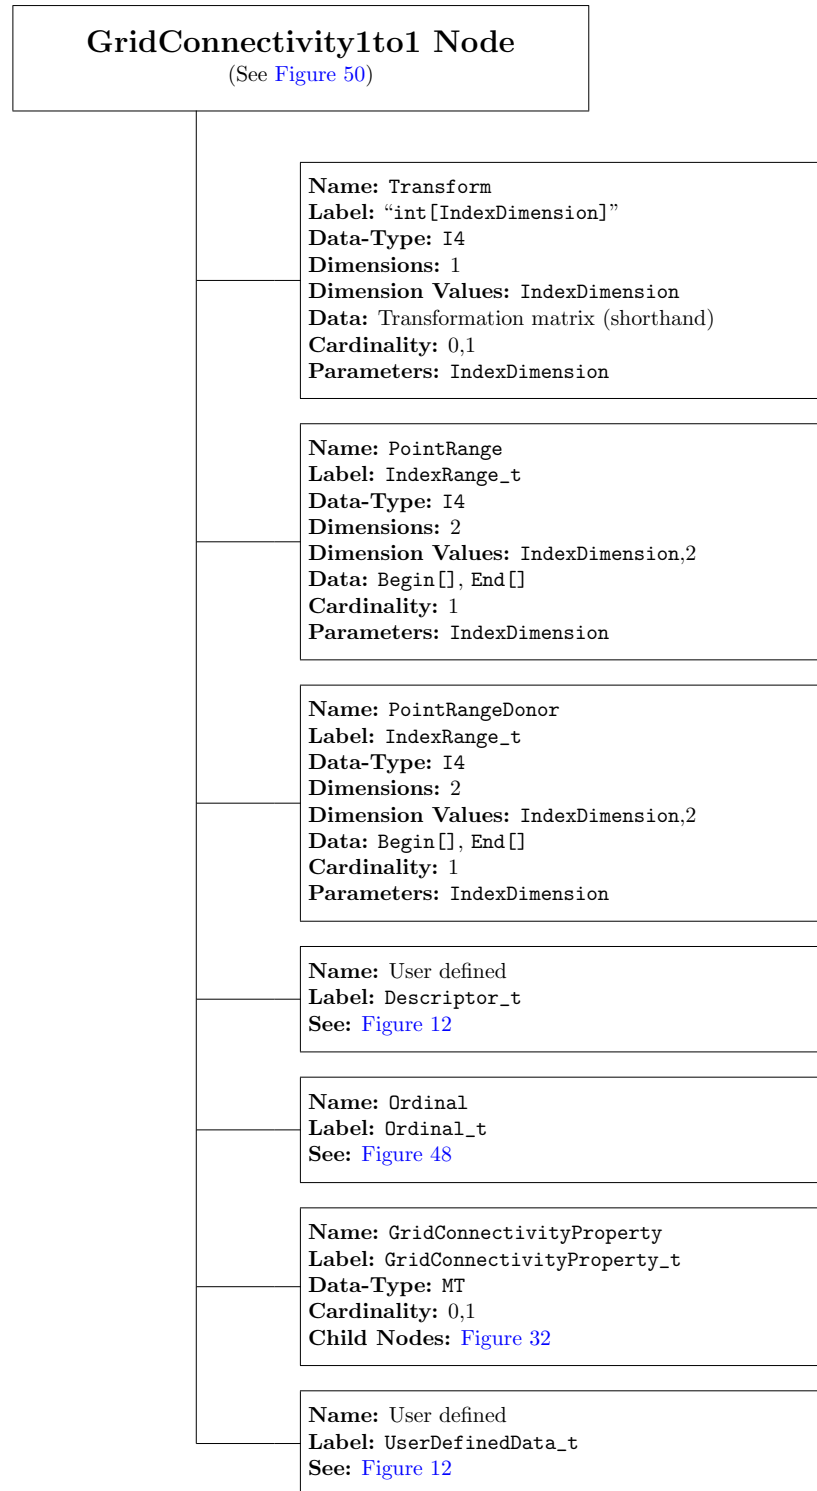 GridConnectivity1to1 Node
(See Figure 50)
Name: Transform
Label: “int[IndexDimension]”
Data-Type: I4
Dimensions: 1
Dimension Values: IndexDimension
Data: Transformation matrix (shorthand)
Cardinality: 0,1
Parameters: IndexDimension
Name: PointRange
Label: IndexRange_t
Data-Type: I4
Dimensions: 2
Dimension Values: IndexDimension,2
Data: Begin[], End[]
Cardinality: 1
Parameters: IndexDimension
Name: PointRangeDonor
Label: IndexRange_t
Data-Type: I4
Dimensions: 2
Dimension Values: IndexDimension,2
Data: Begin[], End[]
Cardinality: 1
Parameters: IndexDimension
Name: User defined
Label: Descriptor_t
See: Figure 12
Name: Ordinal
Label: Ordinal_t
See: Figure 48
Name: GridConnectivityProperty
Label: GridConnectivityProperty_t
Data-Type: MT
Cardinality: 0,1
Child Nodes: Figure 32
Name: User defined
Label: UserDefinedData_t
See: Figure 12